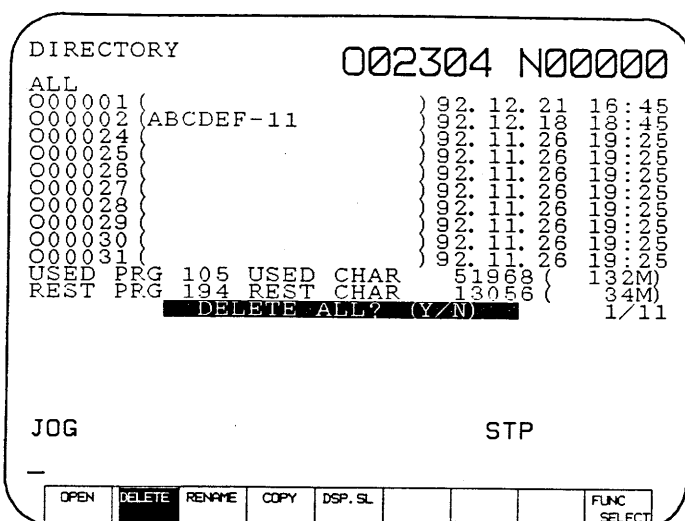 DIRECTORY O02304 N00000
ALL
O00001 ( ) 92. 12. 21 16:45
O00002 (ABCDEF-11 ) 92. 12. 18 18:45
O00024 ( ) 92. 11. 26 19:25
O00025 ( ) 92. 11. 26 19:25
O00026 ( ) 92. 11. 26 19:25
O00027 ( ) 92. 11. 26 19:25
O00028 ( ) 92. 11. 26 19:25
O00029 ( ) 92. 11. 26 19:25
O00030 ( ) 92. 11. 26 19:25
O00031 ( ) 92. 11. 26 19:25
USED PRG 105 USED CHAR 51968 ( 132M)
REST PRG 194 REST CHAR 13056 ( 34M)
DELETE ALL? (Y/N) 1/11
JOG STP
_
OPEN DELETE RENAME COPY DSP.SL FUNC SELECT